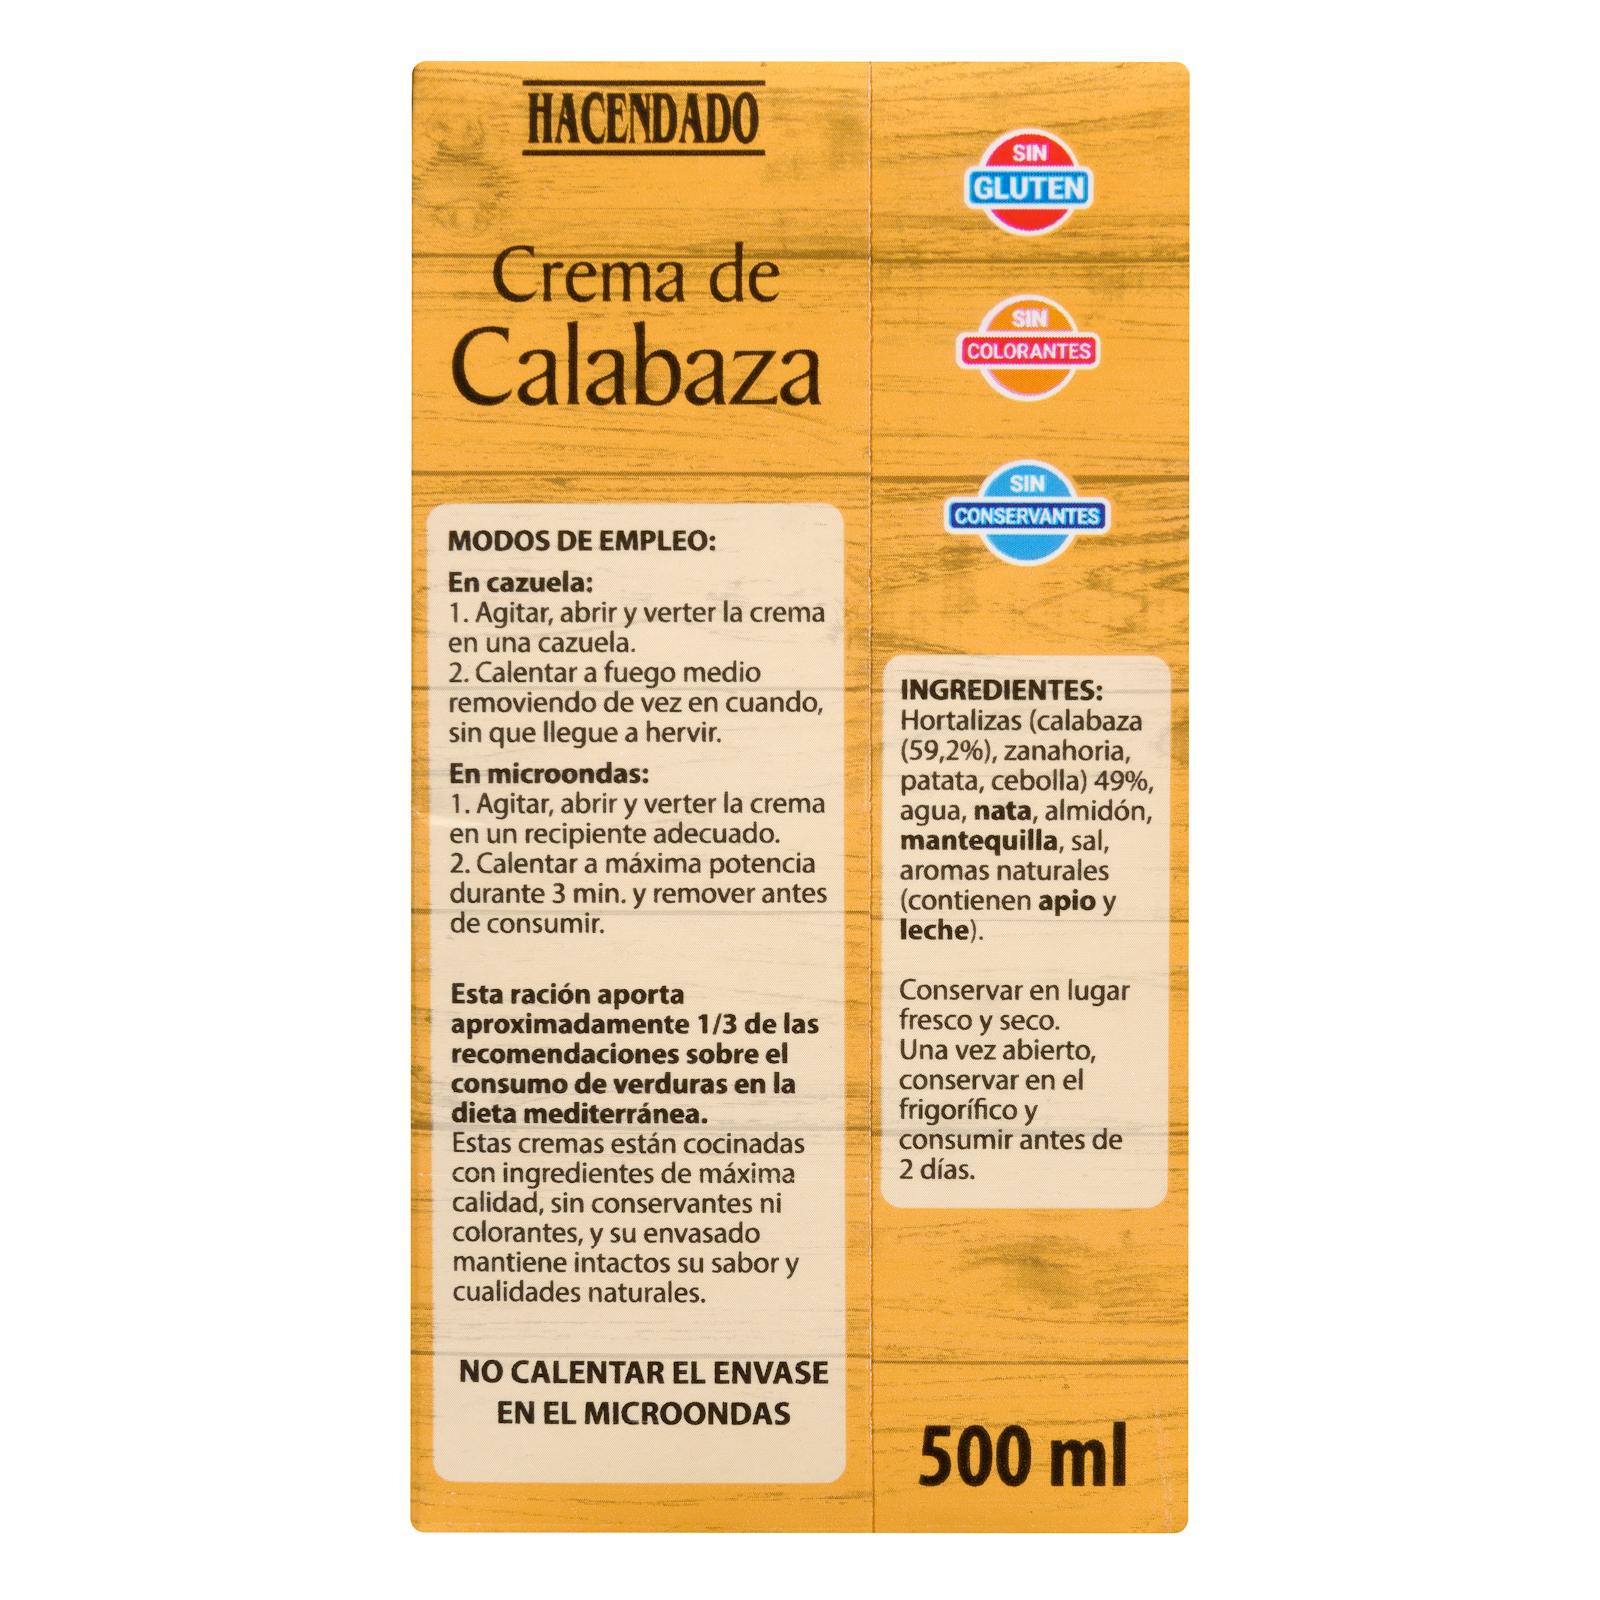 HACENDADO
Crema de
Calabaza
MODOS DE EMPLEO:
En cazuela:
1. Agitar, abrir y verter la crema
en una cazuela.
2. Calentar a fuego medio
removiendo de vez en cuando,
sin que llegue a hervir.
En microondas:
1. Agitar, abrir y verter la crema
en un recipiente adecuado.
2. Calentar a máxima potencia
durante 3 min. y remover antes
de consumir.
Esta ración aporta
aproximadamente 1/3 de las
recomendaciones sobre el
consumo de verduras en la
dieta mediterránea.
Estas cremas están cocinadas
con ingredientes de máxima
calidad, sin conservantes ni
colorantes, y su envasado
mantiene intactos su sabor y
cualidades naturales.
NO CALENTAR EL ENVASE
EN EL MICROONDAS
SIN
GLUTEN
SIN
COLORANTES
SIN
CONSERVANTES
INGREDIENTES:
Hortalizas (calabaza
(59,2%), zanahoria,
patata, cebolla) 49%,
agua, nata, almidón,
mantequilla, sal,
aromas naturales
(contienen apio y
leche).
Conservar en lugar
fresco y seco.
Una vez abierto,
conservar en el
frigorífico y
consumir antes de
2 días.
500 ml